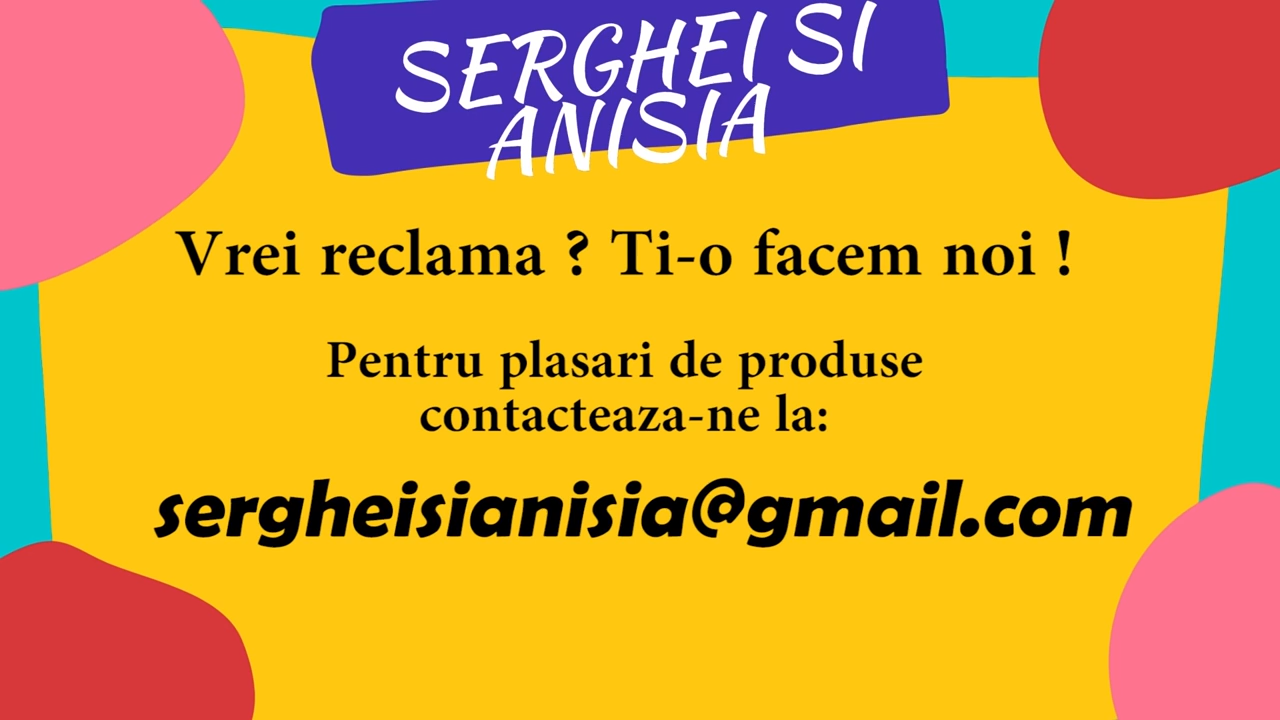 SERGHEI SI
ANISIA
Vrei reclama ? Ti-o facem noi !
Pentru plasari de produse
contacteaza-ne la:
sergheisianisia@gmail.com